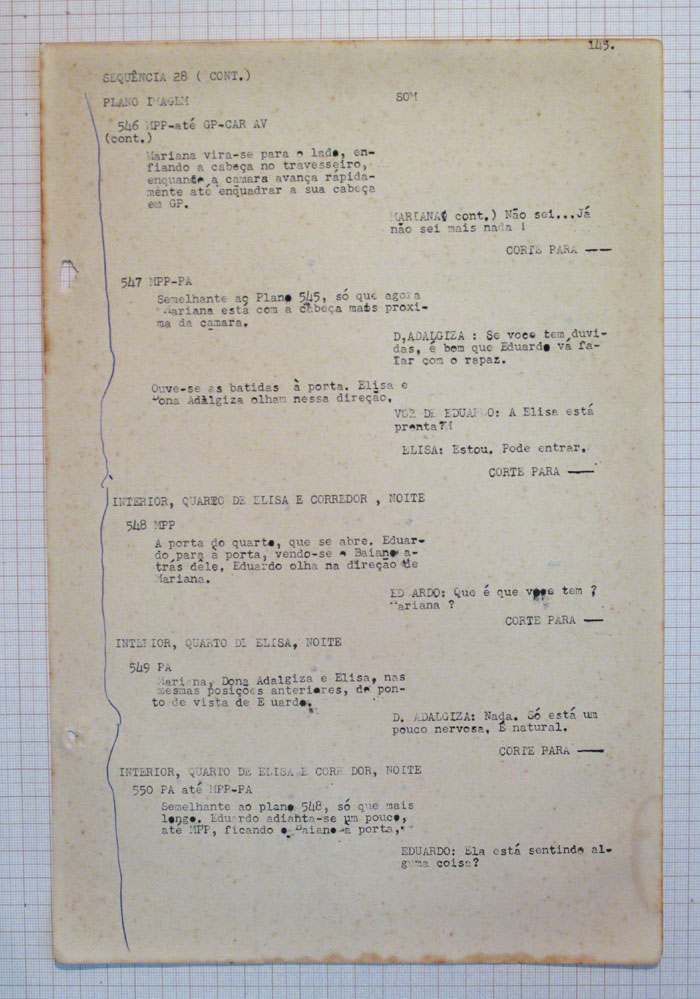 143.
SEQUÊNCIA 28 ( CONT.)
PLANO IMAGEM
SOM
546 MPP-até GP-CAR AV
(cont.)
Mariana vira-se para o lado, en-
fiando a cabeça no travesseiro,
enquando a camara avança rápida-
mente até enquadrar a sua cabeça
em GP.
MARIANA( cont.) Não sei...Já
não sei mais nada !
CORTE PARA ——
547 MPP-PA
Semelhante ao Plano 545, só que agora
Mariana está com a cabeça mais proxi-
ma da camara.
D,ADALGIZA : Se voce tem duvi-
das, é bom que Eduardo vá fa-
lar com o rapaz.
Ouve-se as batidas à porta. Elisa e
Dona Adalgiza olham nessa direção.
VOZ DE EDUARDO: A Elisa está
pronta?!
ELISA: Estou. Pode entrar.
CORTE PARA ——
INTERIOR, QUARTO DE ELISA E CORREDOR , NOITE
548 MPP
A porta do quarto, que se abre. Eduar-
do para à porta, vendo-se o Baiano a-
trás dêle. Eduardo olha na direção de
Mariana.
EDUARDO: Que é que voce tem ?
Mariana ?
CORTE PARA ——
INTERIOR, QUARTO DE ELISA, NOITE
549 PA
Mariana, Dona Adalgiza e Elisa, nas
mesmas posições anteriores, do pon-
to de vista de E uardo.
D. ADALGIZA: Nada. Só está um
pouco nervosa. É natural.
CORTE PARA ——
INTERIOR, QUARTO DE ELISA E CORREDOR, NOITE
550 PA até MPP-PA
Semelhante ao plano 548, só que mais
longo. Eduardo adianta-se um pouco,
até MPP, ficando o Baiano à porta,
EDUARDO: Ela está sentindo al-
guma coisa?